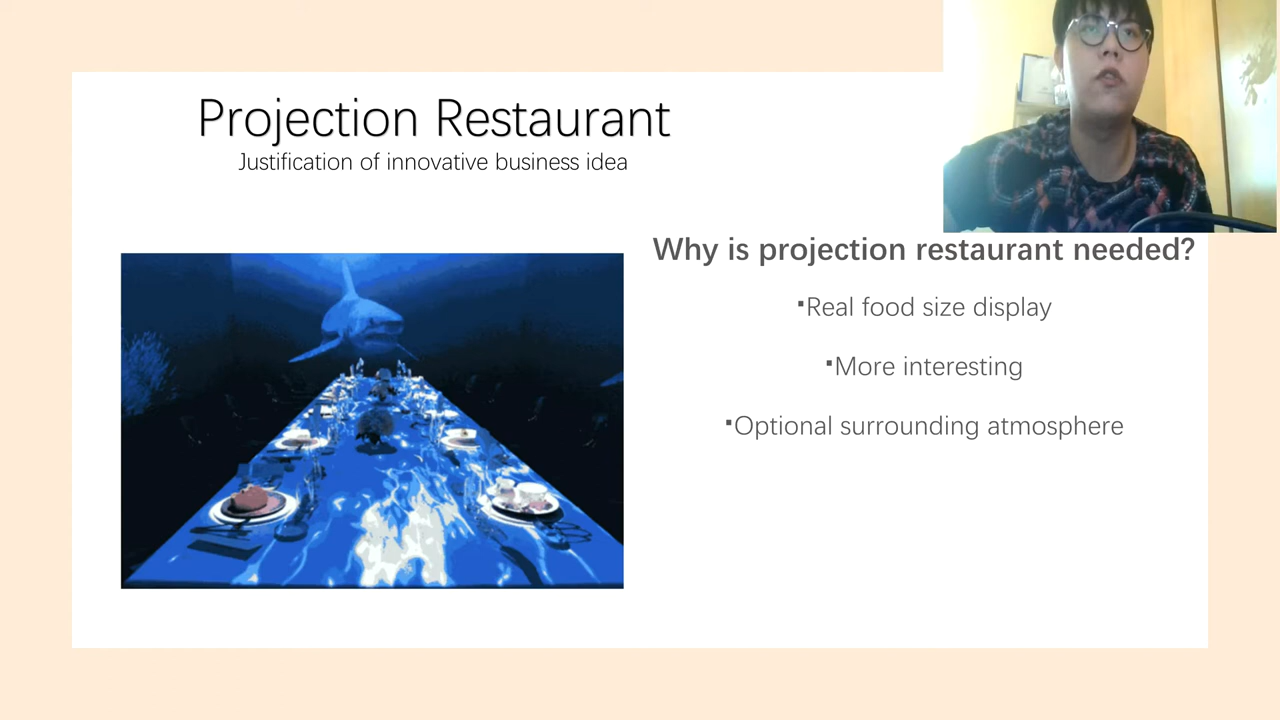 Projection Restaurant
Justification of innovative business idea
Why is projection restaurant needed?
▪Real food size display
▪More interesting
▪Optional surrounding atmosphere